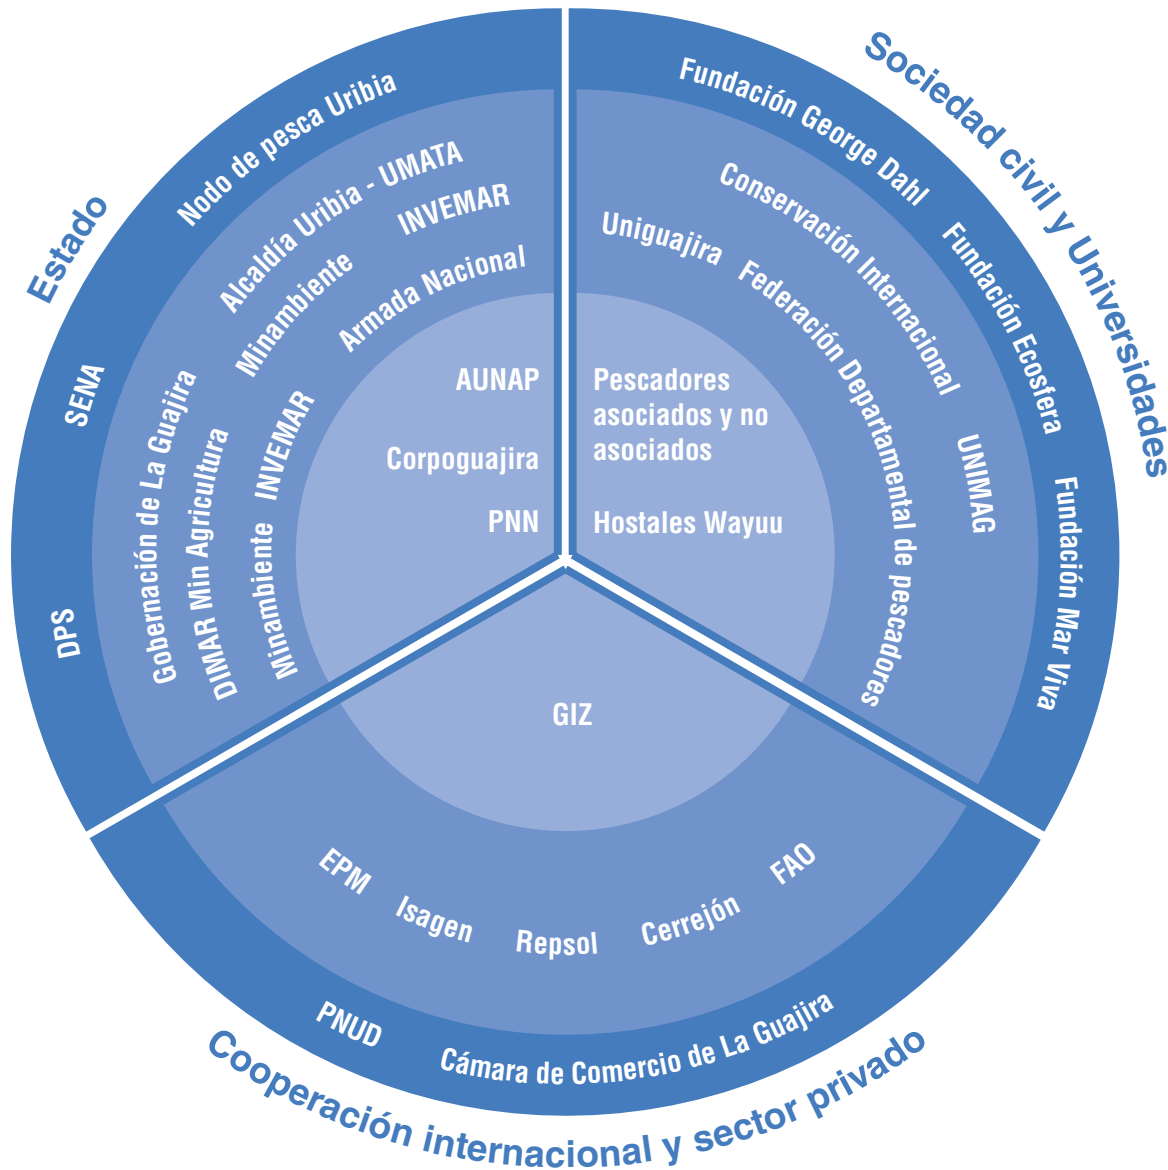 Estado
Nodo de pesca Uribia
SENA
DPS
Alcaldía Uribia - UMATA
INVEMAR
Minambiente
Armada Nacional
Gobernación de La Guajira
DIMAR Min Agricultura
Minambiente INVEMAR
AUNAP
Corpoguajira
PNN
Sociedad civil y Universidades
Fundación George Dahl
Fundación Ecosfera
Fundación Mar Viva
Conservación Internacional
UNIMAG
Uniguajira
Federación Departamental de pescadores
Pescadores
asociados y no
asociados
Hostales Wayuu
GIZ
EPM
Isagen
Repsol
Cerrejón
FAO
PNUD
Cámara de Comercio de La Guajira
Cooperación internacional y sector privado